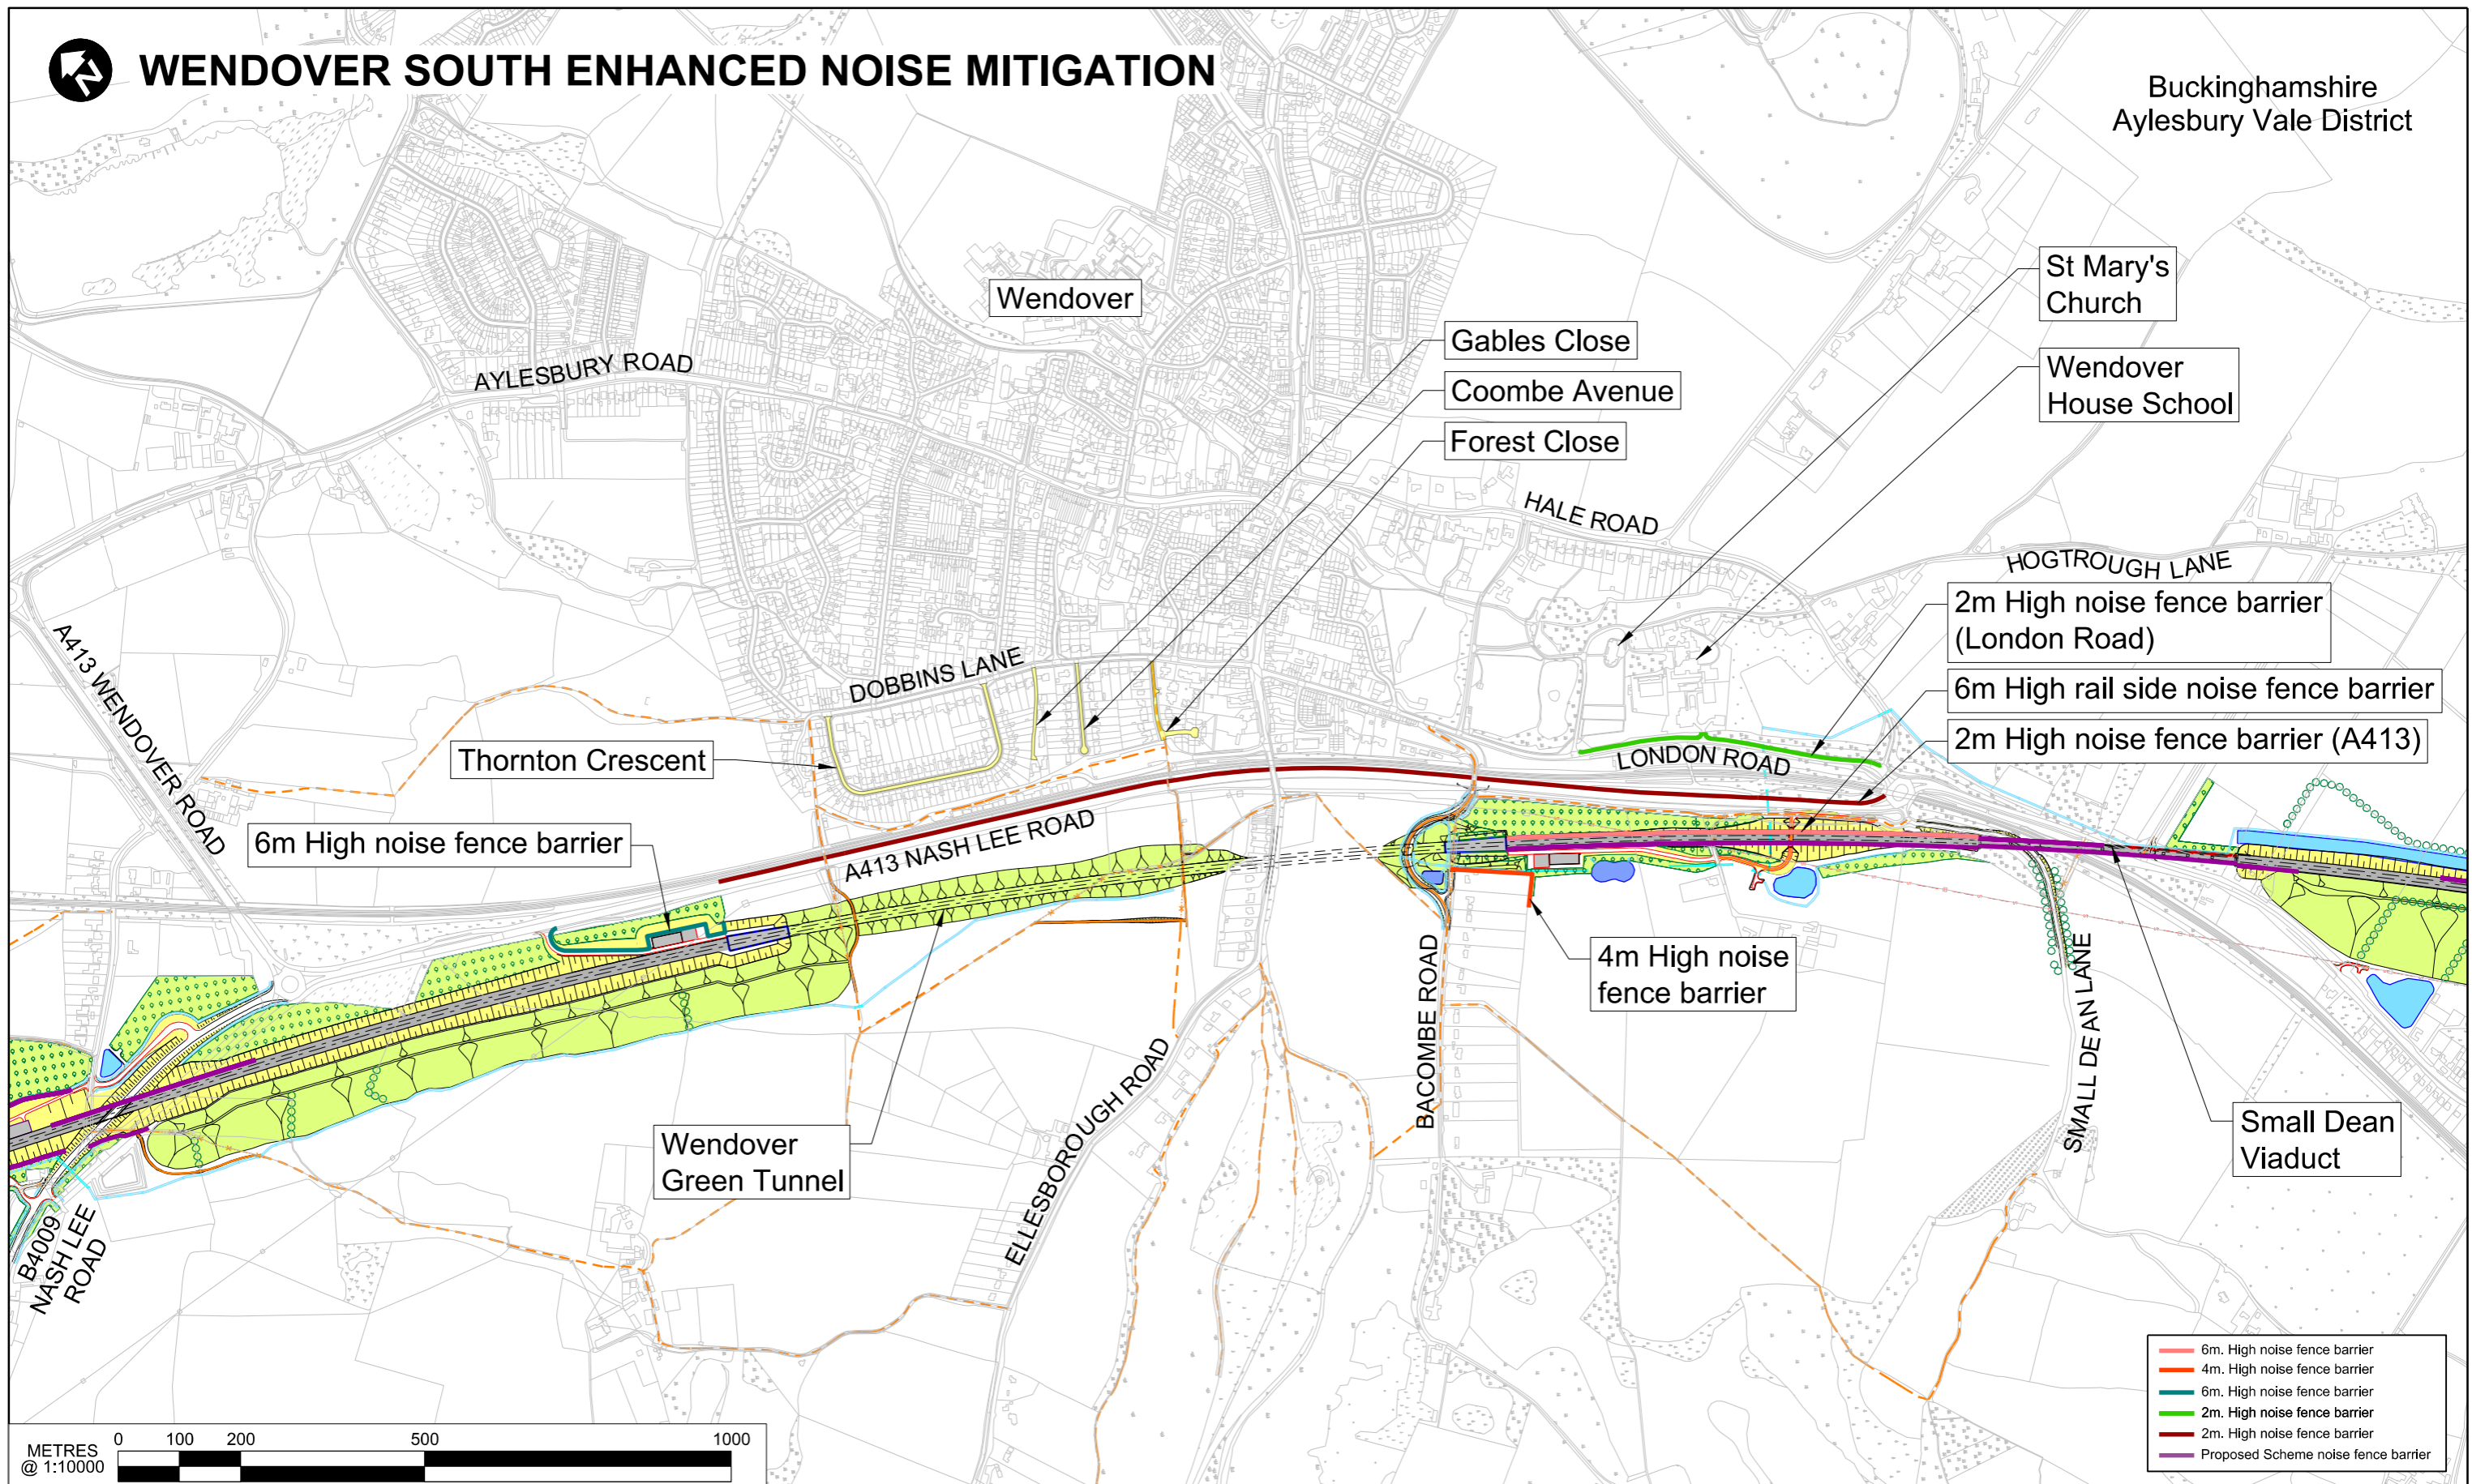 WENDOVER SOUTH ENHANCED NOISE MITIGATION
N
Buckinghamshire
Aylesbury Vale District
St Mary's
Church
Wendover
Gables Close
Wendover
House School
Coombe Avenue
AYLESBURY ROAD
Forest Close
HALE ROAD
HOGTROUGH LANE
2m High noise fence barrier
(London Road)
A413 WENDOVER ROAD
DOBBINS LANE
6m High rail side noise fence barrier
2m High noise fence barrier (A413)
Thornton Crescent
LONDON ROAD
6m High noise fence barrier
A413 NASH LEE ROAD
4m High noise
fence barrier
BACOMBE ROAD
SMALL DEAN LANE
ELLESBOROUGH ROAD
Small Dean
Viaduct
Wendover
Green Tunnel
B4009
NASH LEE
ROAD
6m. High noise fence barrier
4m. High noise fence barrier
6m. High noise fence barrier
2m. High noise fence barrier
2m. High noise fence barrier
Proposed Scheme noise fence barrier
METRES
@ 1:10000
0 100 200 500 1000